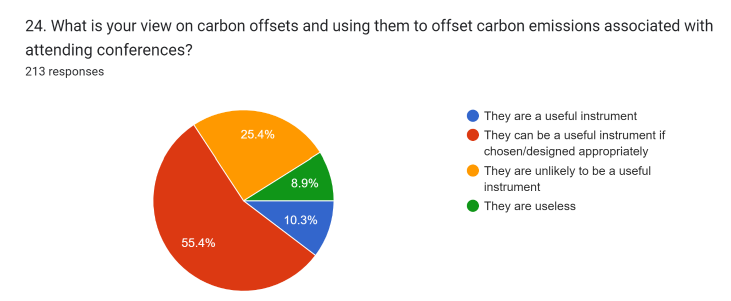 24. What is your view on carbon offsets and using them to offset carbon emissions associated with
attending conferences?
213 responses
25.4%
8.9%
10.3%
55.4%
They are a useful instrument
They can be a useful instrument if
chosen/designed appropriately
They are unlikely to be a useful
instrument
They are useless